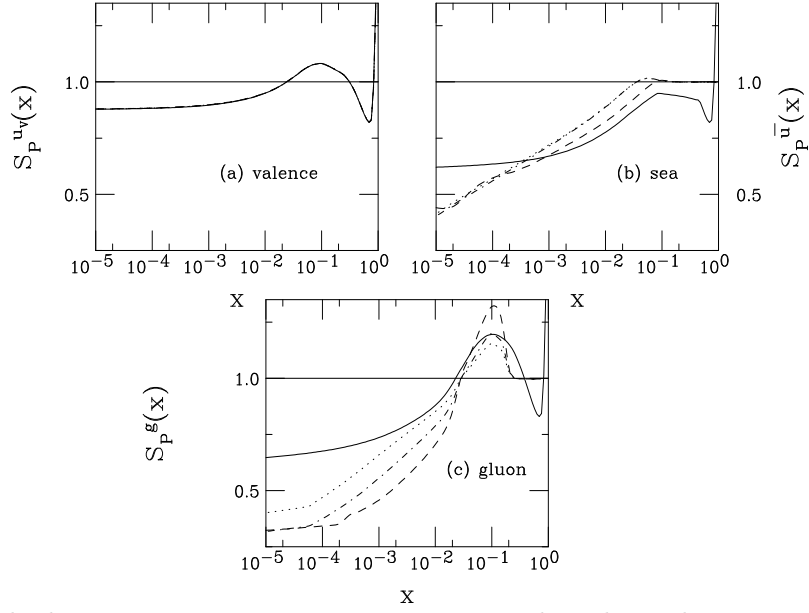 S_P^{u_v}(x)
1.0
0.5
(a) valence
10^{-5} 10^{-4} 10^{-3} 10^{-2} 10^{-1} 10^{0}
x
S_P^{ū}(x)
1.0
0.5
(b) sea
10^{-5} 10^{-4} 10^{-3} 10^{-2} 10^{-1} 10^{0}
x
S_P^{g}(x)
1.0
0.5
(c) gluon
10^{-5} 10^{-4} 10^{-3} 10^{-2} 10^{-1} 10^{0}
x